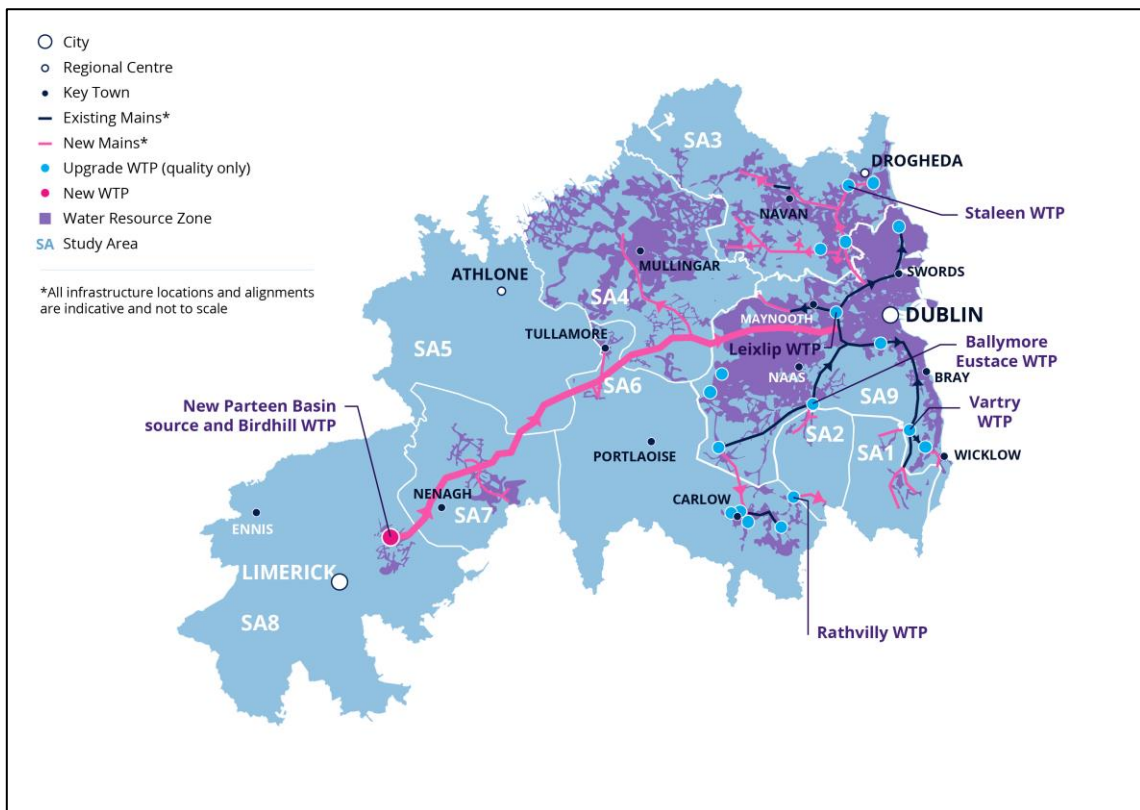 City
Regional Centre
Key Town
Existing Mains*
New Mains*
Upgrade WTP (quality only)
New WTP
Water Resource Zone
SA Study Area
*All infrastructure locations and alignments
are indicative and not to scale
SA3
DROGHEDA
NAVAN
Staleen WTP
MULLINGAR
SWORDS
ATHLONE
SA4
MAYNOOTH
DUBLIN
TULLAMORE
Leixlip WTP
Ballymore
Eustace WTP
SA5
NAAS
BRAY
SA6
SA9
New Parteen Basin
source and Birdhill WTP
Vartry
WTP
SA2
SA1
PORTLAOISE
WICKLOW
NENAGH
CARLOW
SA7
ENNIS
LIMERICK
SA8
Rathvilly WTP